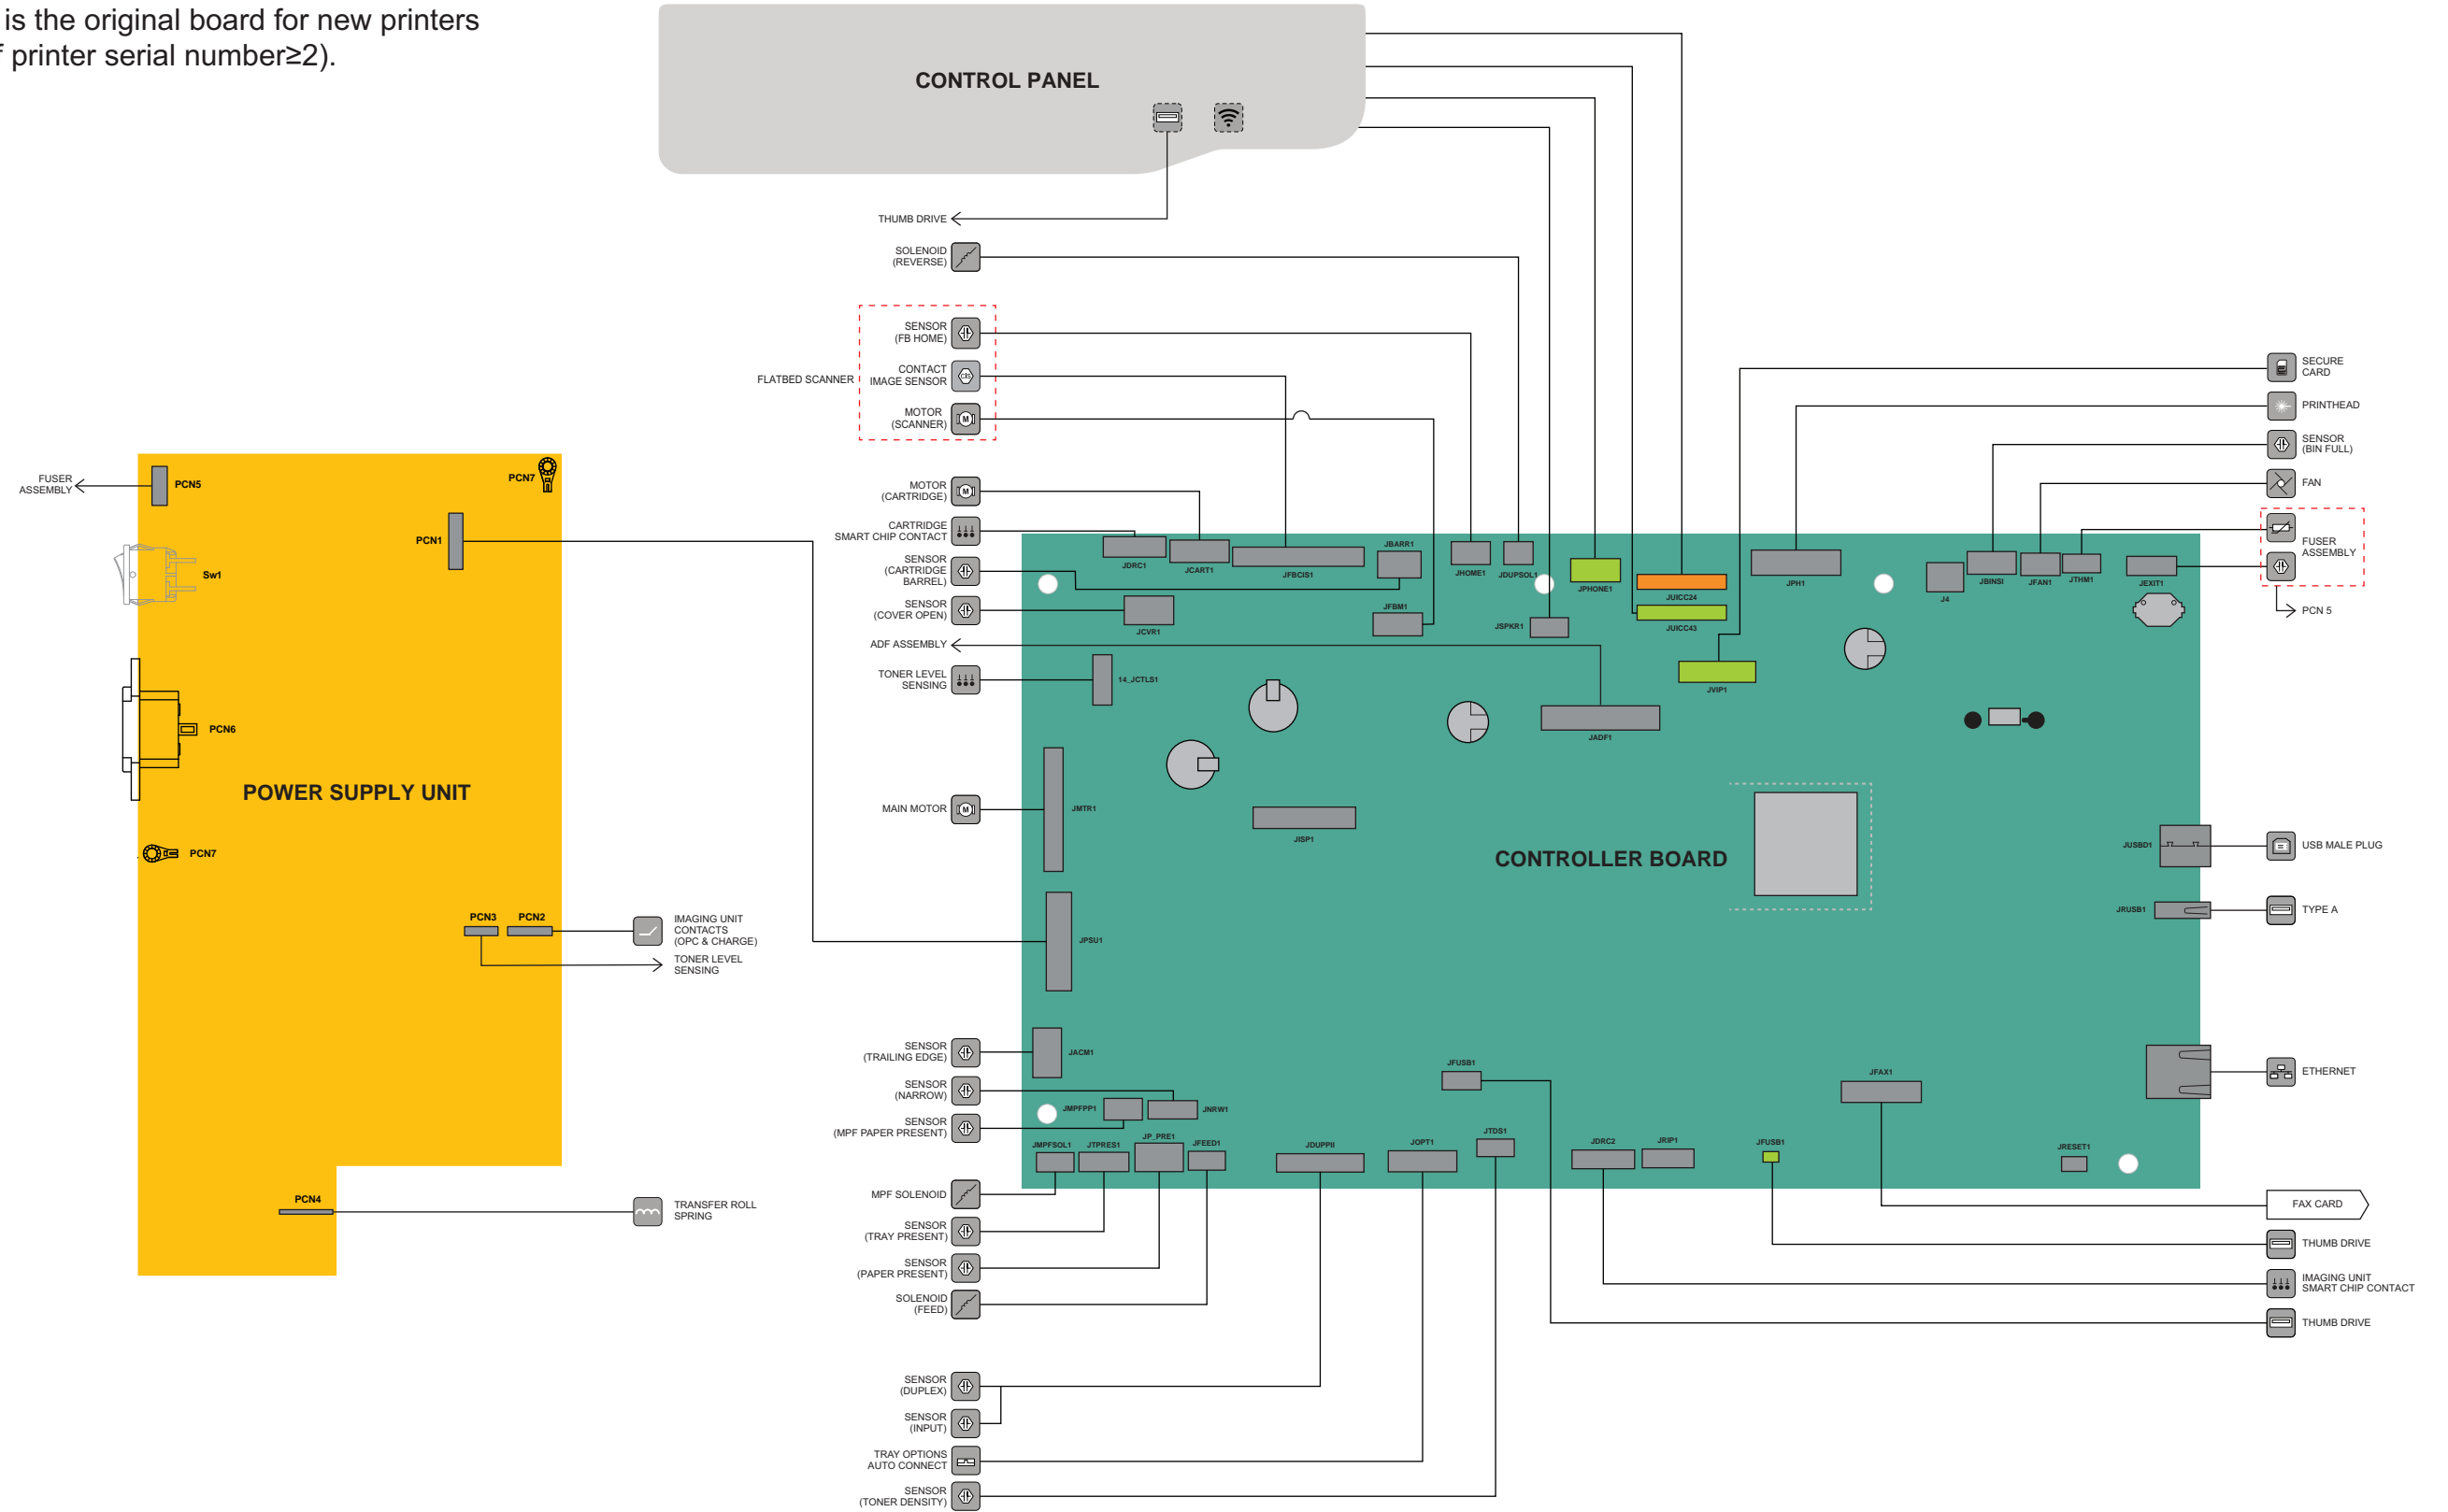 is the original board for new printers
printer serial number≥2).
CONTROL PANEL
THUMB DRIVE
SOLENOID
(REVERSE)
SENSOR
(FB HOME)
CONTACT
IMAGE SENSOR
CIS
FLATBED SCANNER
MOTOR
(SCANNER)
M
MOTOR
(CARTRIDGE)
M
CARTRIDGE
SMART CHIP CONTACT
SENSOR
(CARTRIDGE
BARREL)
SENSOR
(COVER OPEN)
ADF ASSEMBLY
TONER LEVEL
SENSING
MAIN MOTOR
M
SENSOR
(TRAILING EDGE)
SENSOR
(NARROW)
SENSOR
(MPF PAPER PRESENT)
MPF SOLENOID
SENSOR
(TRAY PRESENT)
SENSOR
(PAPER PRESENT)
SOLENOID
(FEED)
SENSOR
(DUPLEX)
SENSOR
(INPUT)
TRAY OPTIONS
AUTO CONNECT
SENSOR
(TONER DENSITY)
FUSER
ASSEMBLY
PCN5
PCN7
PCN1
Sw1
PCN6
POWER SUPPLY UNIT
PCN7
PCN3
PCN2
IMAGING UNIT
CONTACTS
(OPC & CHARGE)
TONER LEVEL
SENSING
PCN4
TRANSFER ROLL
SPRING
JDRC1
JCART1
JFBCIS1
JBARR1
JHOME1
JDUPSOL1
JPHONE1
JUICC24
JPH1
J4
JBINSI
JFAN1
JTHM1
JEXIT1
JCVR1
JFBM1
JSPKR1
JUICC43
14_JCTLS1
JVIP1
JADF1
JMTR1
JISP1
CONTROLLER BOARD
JUSBD1
JRUSB1
JPSU1
JACM1
JFUSB1
JFAX1
JMPFPP1
JNRW1
JMPFSOL1
JTPRES1
JP_PRE1
JFEED1
JDUPPII
JOPT1
JTDS1
JDRC2
JRIP1
JFUSB1
JRESET1
SECURE
CARD
PRINTHEAD
SENSOR
(BIN FULL)
FAN
FUSER
ASSEMBLY
PCN 5
USB MALE PLUG
TYPE A
ETHERNET
FAX CARD
THUMB DRIVE
IMAGING UNIT
SMART CHIP CONTACT
THUMB DRIVE